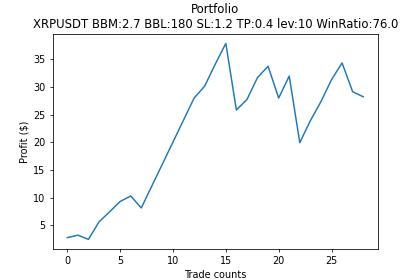 Portfolio
XRPUSDT BBM:2.7 BBL:180 SL:1.2 TP:0.4 lev:10 WinRatio:76.0
Profit ($)
35
30
25
20
15
10
5
0 5 10 15 20 25
Trade counts